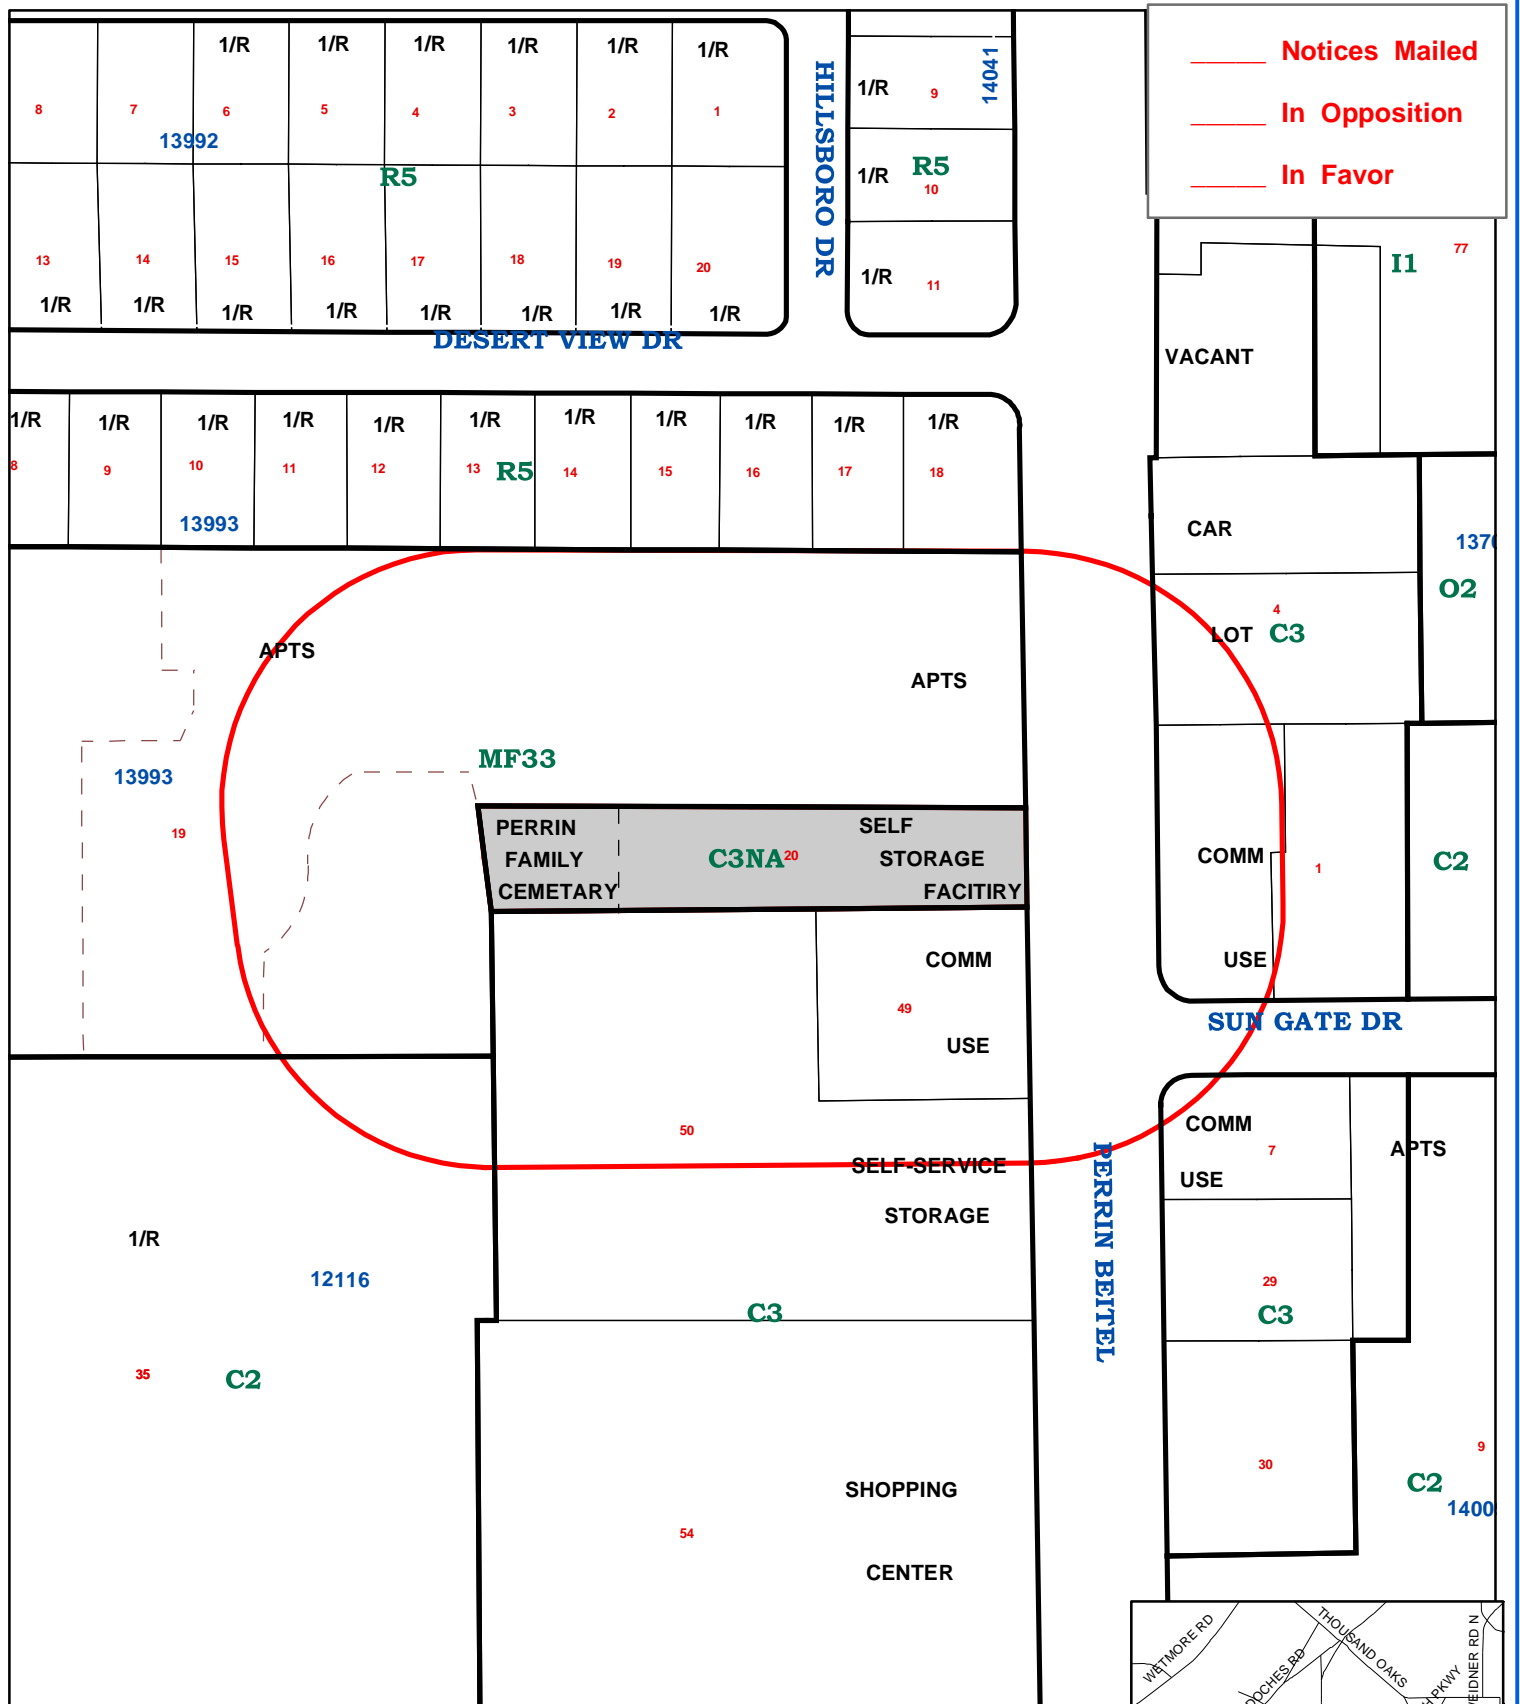 _____ Notices Mailed
_____ In Opposition
_____ In Favor
1/R 1/R 1/R 1/R 1/R 1/R
8 7 6 5 4 3 2 1
13992
R5
13 14 15 16 17 18 19 20
1/R 1/R 1/R 1/R 1/R 1/R 1/R 1/R
HILLSBORO DR
14041
1/R 9
1/R R5
10
1/R 11
DESERT VIEW DR
I1 77
VACANT
1/R 1/R 1/R 1/R 1/R 1/R 1/R 1/R 1/R 1/R 1/R
8 9 10 11 12 13 R5 14 15 16 17 18
13993
CAR
4
LOT C3
O2
APTS
APTS
MF33
13993
19
PERRIN
FAMILY
CEMETARY
C3NA 20
SELF
STORAGE
FACITIRY
COMM
USE
1
C2
COMM
49
USE
SUN GATE DR
50
SELF-SERVICE
STORAGE
PERRIN BEITEL
COMM
7
USE
APTS
1/R
12116
C3
29
C3
35 C2
30
9
C2
1400
SHOPPING
54
CENTER
WETMORE RD
THOUSAND OAKS